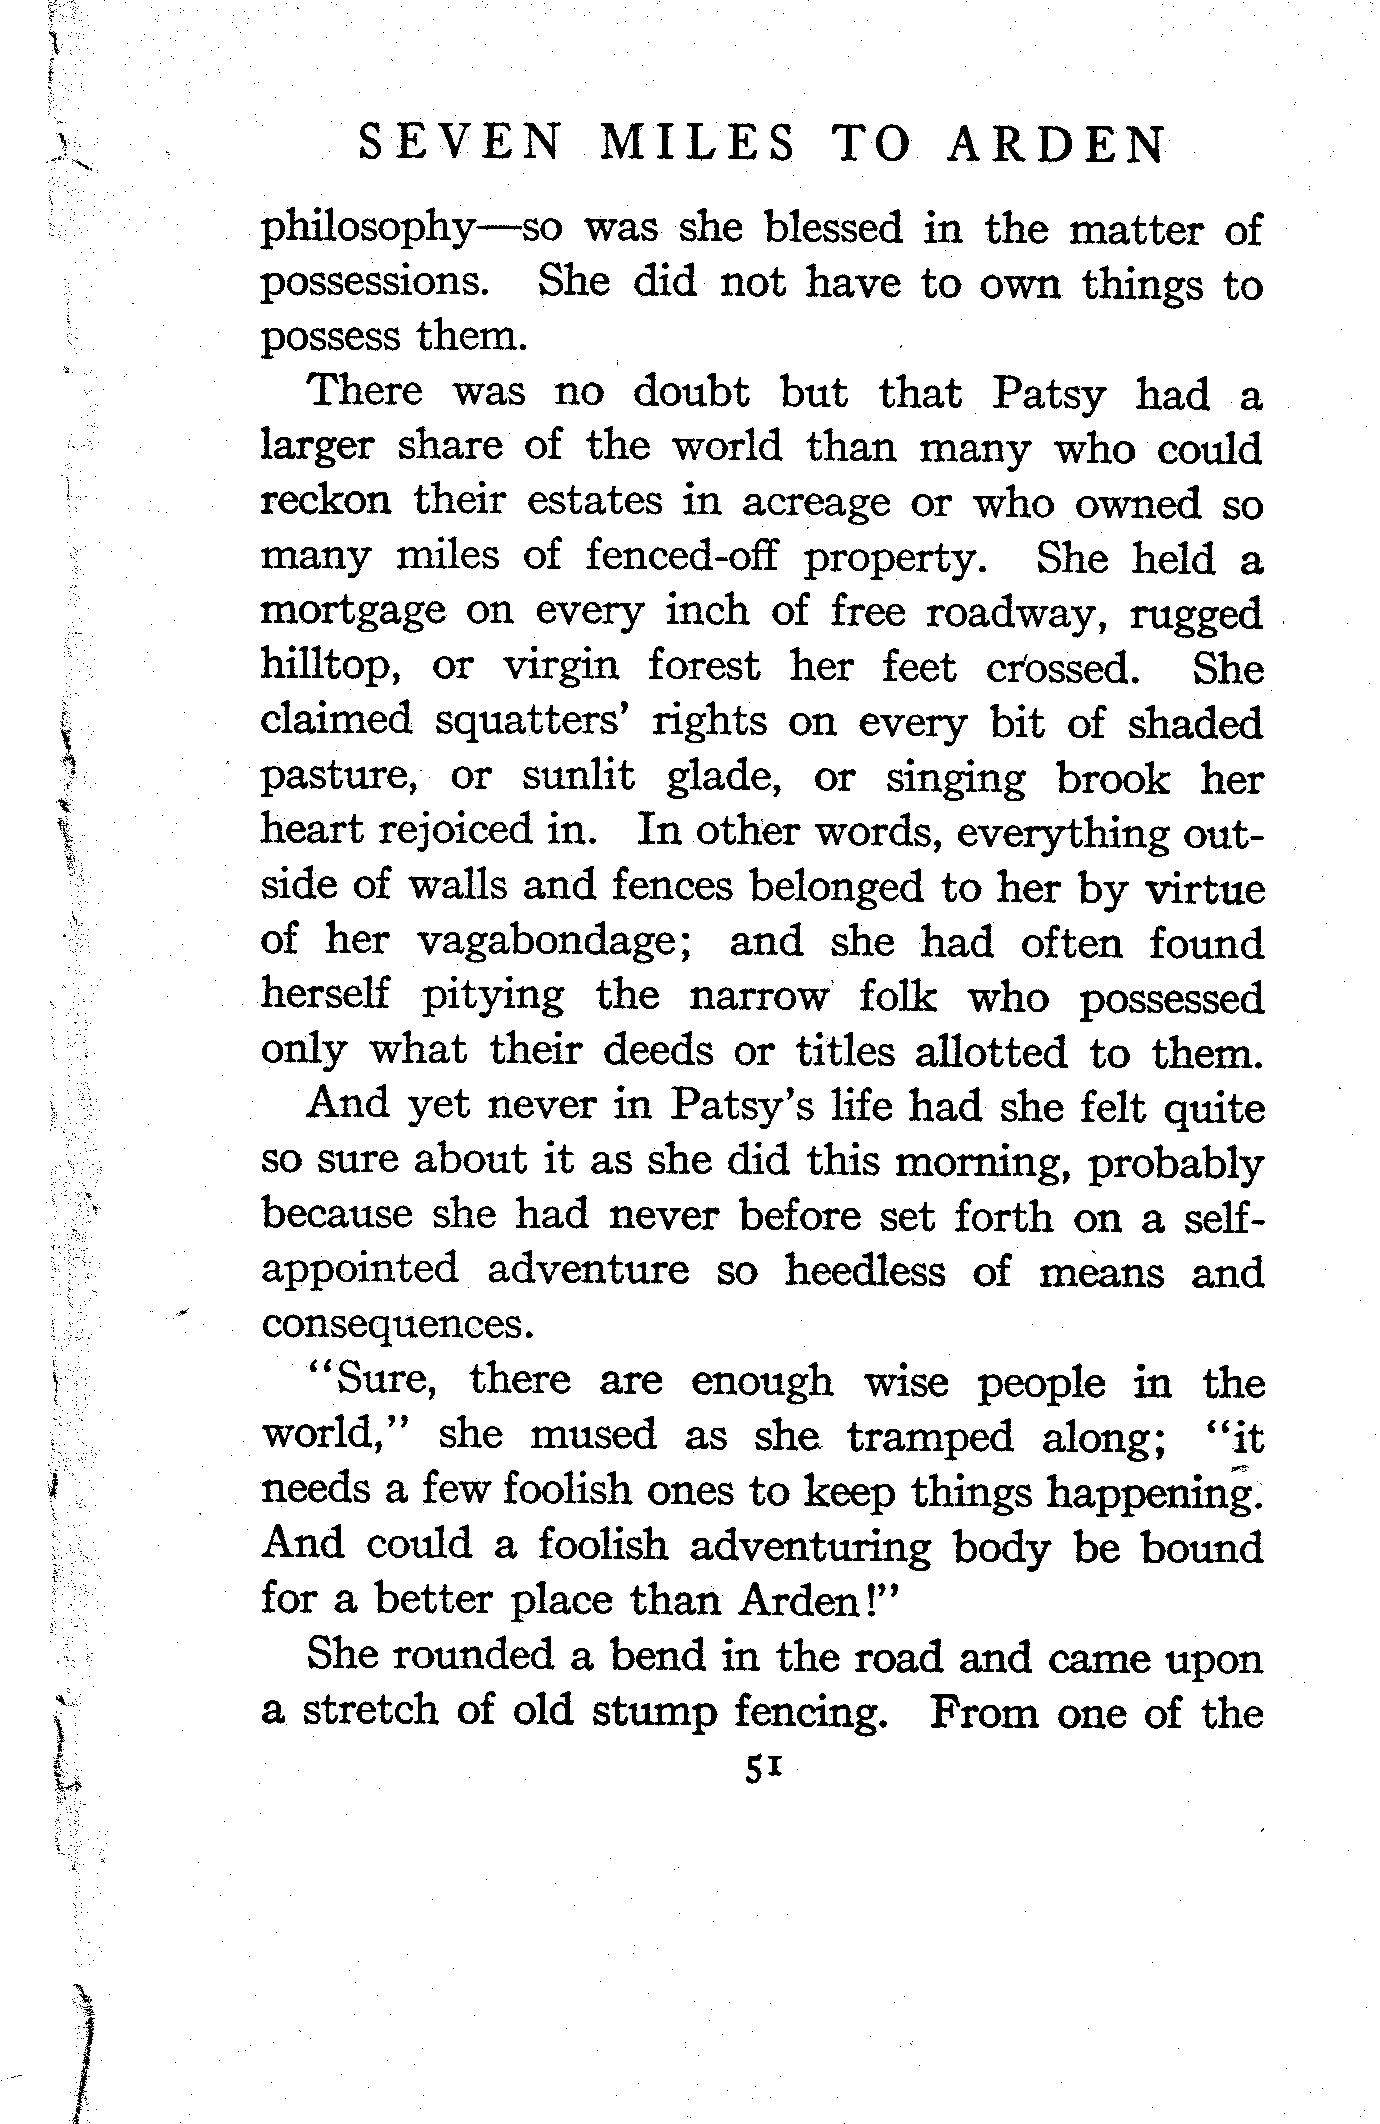 SEVEN MILES TO ARDEN
philosophy—so was she blessed in the matter of
possessions. She did not have to own things to
possess them.
There was no doubt but that Patsy had a
larger share of the world than many who could
reckon their estates in acreage or who owned so
many miles of fenced-off property. She held a
mortgage on every inch of free roadway, rugged
hilltop, or virgin forest her feet crossed. She
claimed squatters’ rights on every bit of shaded
pasture, or sunlit glade, or singing brook her
heart rejoiced in. In other words, everything out-
side of walls and fences belonged to her by virtue
of her vagabondage; and she had often found
herself pitying the narrow folk who possessed
only what their deeds or titles allotted to them.
And yet never in Patsy’s life had she felt quite
so sure about it as she did this morning, probably
because she had never before set forth on a self-
appointed adventure so heedless of means and
consequences.
“Sure, there are enough wise people in the
world,” she mused as she tramped along; “it
needs a few foolish ones to keep things happening.
And could a foolish adventuring body be bound
for a better place than Arden!”
She rounded a bend in the road and came upon
a stretch of old stump fencing. From one of the
51